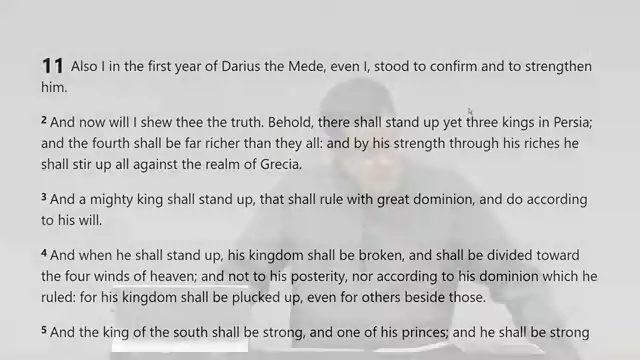 11 Also I in the first year of Darius the Mede, even I, stood to confirm and to strengthen
him.
2 And now will I shew thee the truth. Behold, there shall stand up yet three kings in Persia;
and the fourth shall be far richer than they all: and by his strength through his riches he
shall stir up all against the realm of Grecia.
3 And a mighty king shall stand up, that shall rule with great dominion, and do according
to his will.
4 And when he shall stand up, his kingdom shall be broken, and shall be divided toward
the four winds of heaven; and not to his posterity, nor according to his dominion which he
ruled: for his kingdom shall be plucked up, even for others beside those.
5 And the king of the south shall be strong, and one of his princes; and he shall be strong